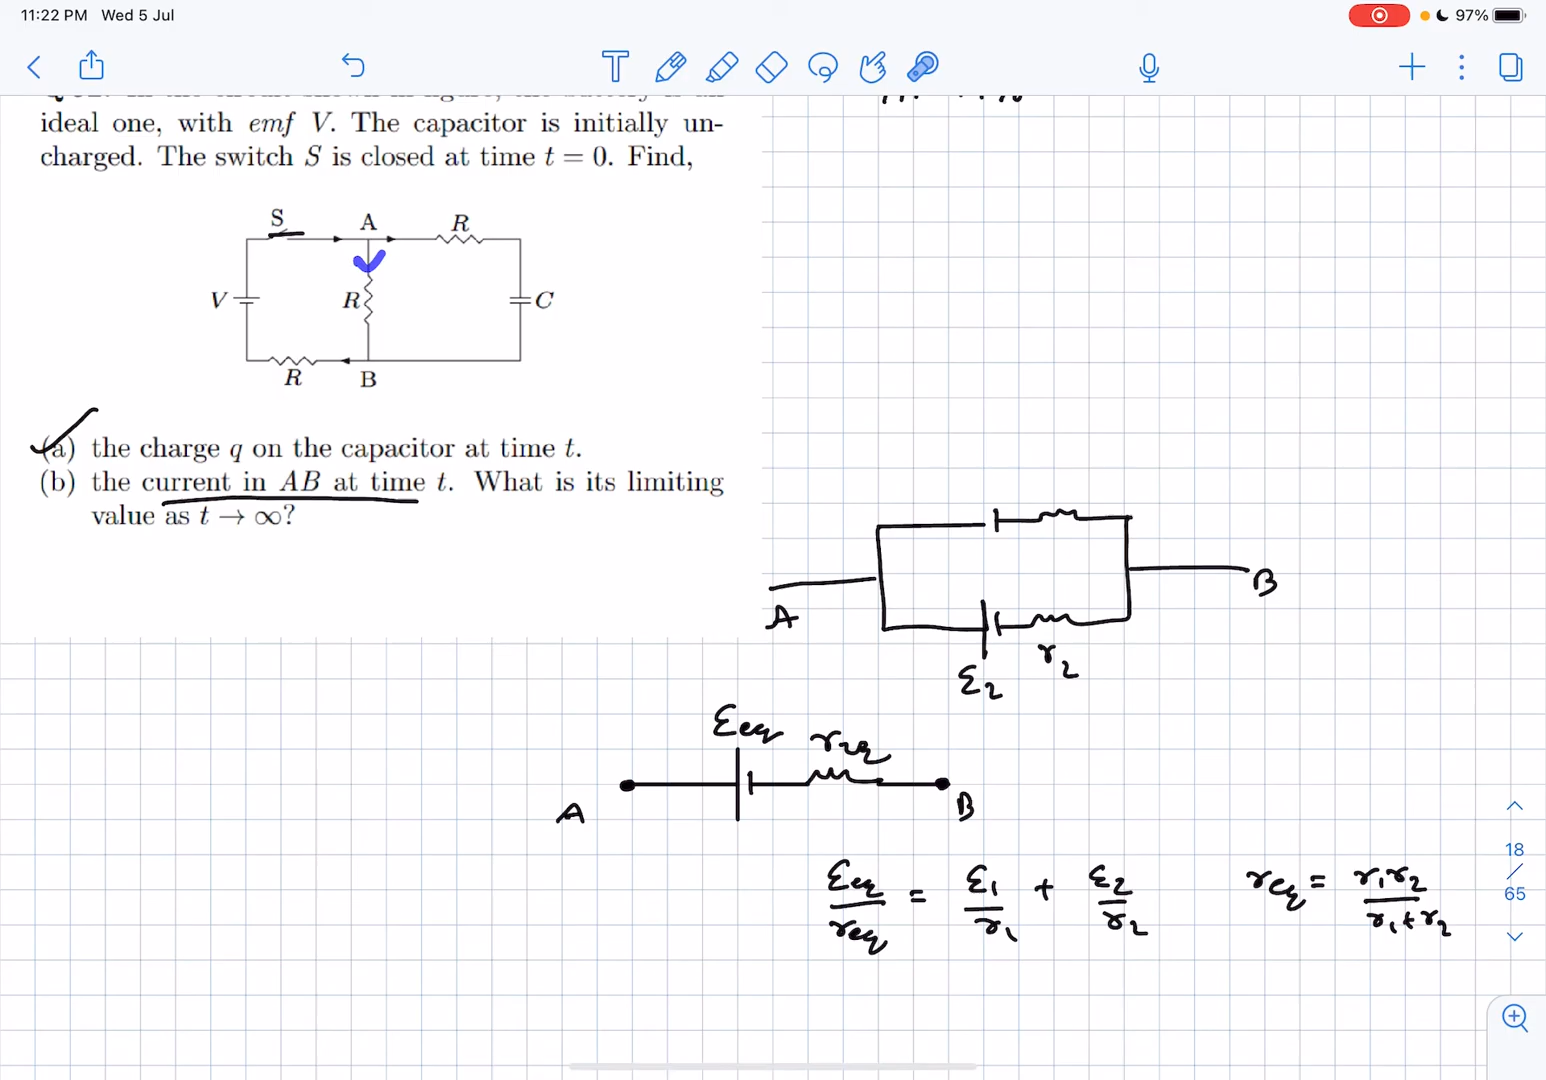 11:22 PM Wed 5 Jul
97%
ideal one, with emf V. The capacitor is initially un-
charged. The switch S is closed at time t = 0. Find,
S A R
V R C
R B
(a) the charge q on the capacitor at time t.
(b) the current in AB at time t. What is its limiting
value as t → ∞?
A B
ε2 r2
εeq req
A B
εeq/req = ε1/r1 + ε2/r2 req = r1r2/r1+r2
18
/
65